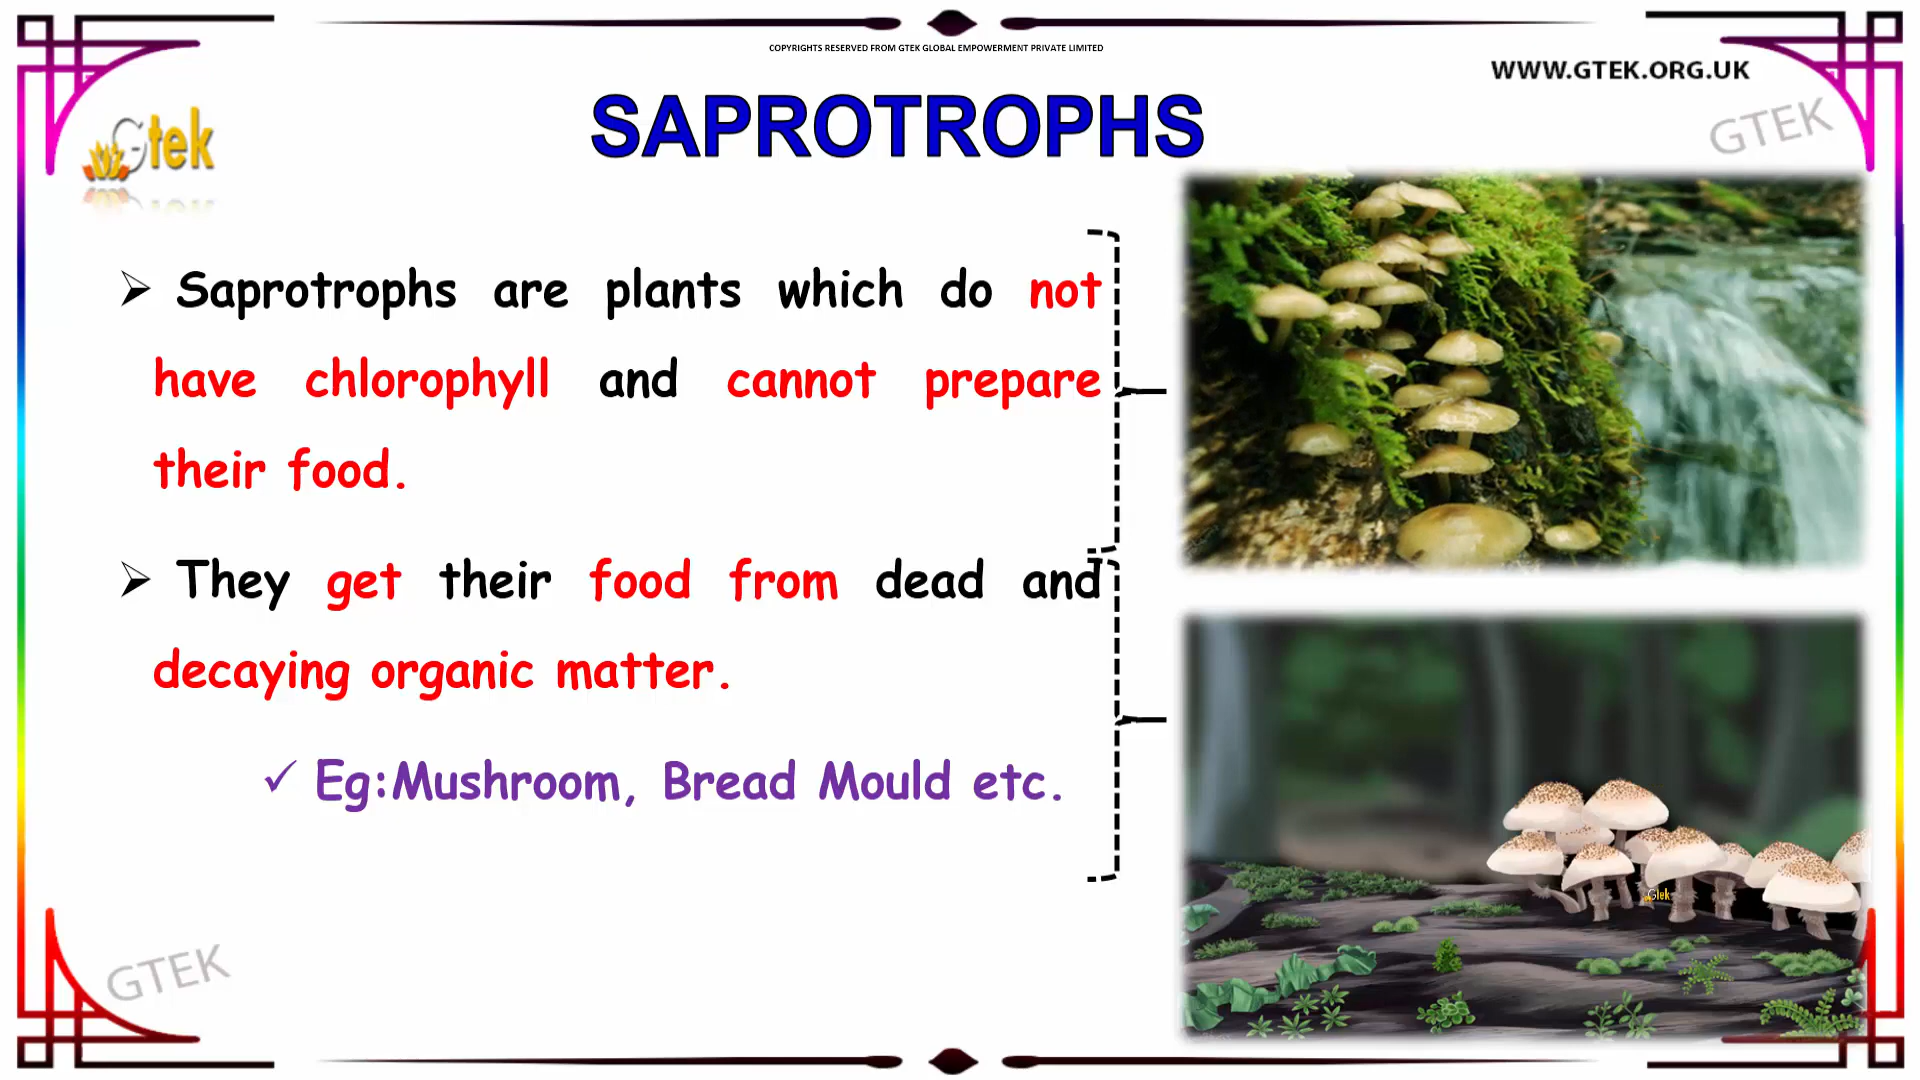 COPYRIGHTS RESERVED FROM GTEK GLOBAL EMPOWERMENT PRIVATE LIMITED
WWW.GTEK.ORG.UK
Gtek
GTEK
SAPROTROPHS
➢ Saprotrophs are plants which do not
have chlorophyll and cannot prepare
their food.
➢ They get their food from dead and
decaying organic matter.
✓ Eg:Mushroom, Bread Mould etc.
Gtek
GTEK